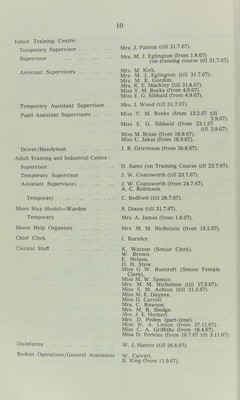 10
Junior Training Centre:
Temporary Supervisor Mrs. J. Paxton (till 31.7.67).
Supervisor Mrs. M. J. Eglington (from 1.8.67)
(on training course till 31.7.67)
Assistant Supervisors Mrs. M. Kirk.
Mrs. M. J. Eglington (till 31.7.67).
Mrs. M. E. Gordon.
Mrs. K. E. Mackley (till 31.8.67).
Miss Y. M. Reeks (from 4.9.67).
Miss E. G. Sibbald (from 4.9.67).
Temporary Assistant Supervisor Mrs. J. Wood (till 31.7.67).
Pupil Assistant Supervisors Miss Y. M. Reeks (from 13.2.67 till
3.9.67).
Miss E. G. Sibbald (from 23.1.67
till 3.9.67).
Miss M. Braas (from 18.9.67).
Miss C. Jakes (from 18.9.67).
Driver/Handyman J. R. Grieveson (from 30.8.67).
Adult Training and Industrial Centre:
Supervisor D. Sams (on Training Course till 23.7.67).
Temporary Supervisor J. W. Coatsworth (till 23.7.67).
Assistant Supervisors J. W. Coatsworth (from 24.7.67).
A. C. Robinson.
Temporary C. Bedford (till 28.7.67).
Short Stay Hostel—Warden S. Dixon (till 31.7.67).
Temporary Mrs. A. James (from 1.8.67).
Home Help Organiser Mrs. M. M. Nicholson (from 18.5.67).
Chief Clerk J. Burnley.
Clerical Staff K. Watson (Senior Clerk).
W. Brown.
E. Nelson.
D. H. Stow.
Miss G. W. Ruecroft (Senior Female
Clerk).
Miss M. W. Spence.
Mrs. M. M. Nicholson (till 17.5.67).
Miss S. M. Ashton (till 31.5.67).
Miss M. E. Daynes.
Miss D. Carroll.
Mrs. C. Rowson.
Mrs. M. R. Sledge.
Mrs. J. E. Herbert.
Mrs. D. Peden (part-time).
Miss W. A. Linton (from 27.11.67).
Miss C. A. Griffiths (from 18.4.67).
Miss D. Perkins (from 10.7.67 till 3.11.67)
Disinfector W. J. Hunter (till 28.8.67).
Rodent Operatives/General Assistants W. Calvert.
B. King (from 11.9.67).